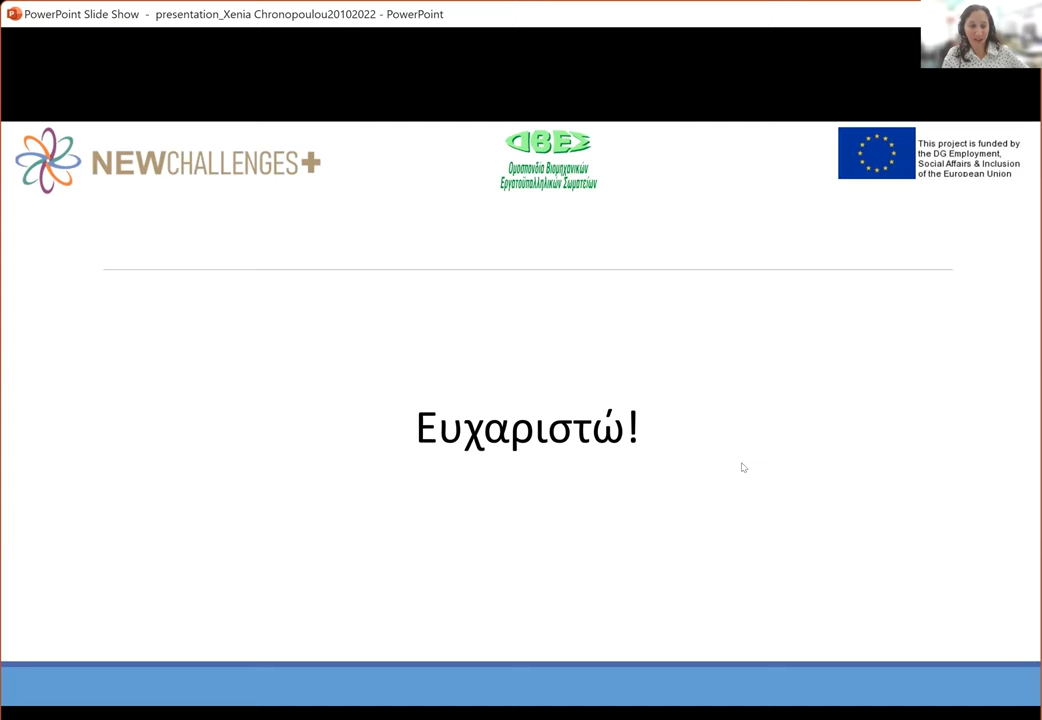 PowerPoint Slide Show - presentation_Xenia Chronopoulou20102022 - PowerPoint
NEWCHALLENGES+
ΟΒΕΣ
Ομοσπονδία Βιομηχανικών
Εργατοϋπαλληλικών Σωματείων
This project is funded by
the DG Employment,
Social Affairs & Inclusion
of the European Union
Ευχαριστώ!